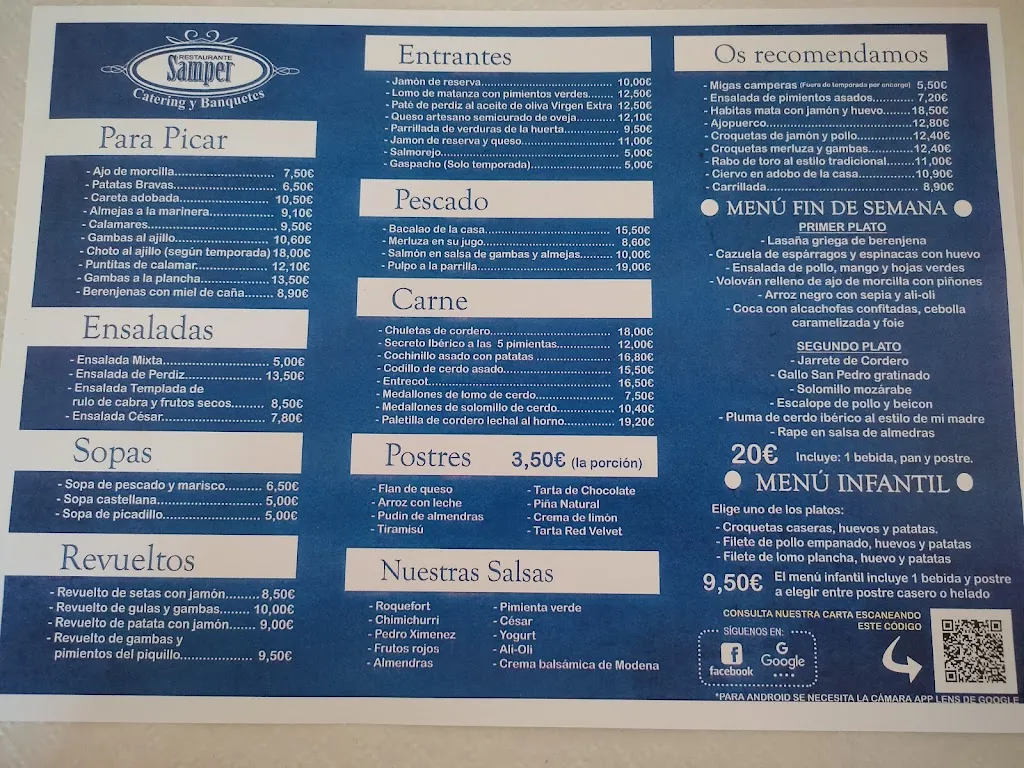 RESTAURANTE
Samper
Catering y Banquetes
Para Picar
- Ajo de morcilla................................ 7,50€
- Patatas Bravas................................ 6,50€
- Careta adobada.............................. 10,50€
- Almejas a la marinera..................... 9,10€
- Calamares....................................... 9,50€
- Gambas al ajillo............................... 10,60€
- Choto al ajillo (según temporada) 18,00€
- Puntitas de calamar........................ 12,10€
- Gambas a la plancha...................... 13,50€
- Berenjenas con miel de caña......... 8,90€
Ensaladas
- Ensalada Mixta............................ 5,00€
- Ensalada de Perdiz...................... 13,50€
- Ensalada Templada de
rulo de cabra y frutos secos......... 8,50€
- Ensalada César............................ 7,80€
Sopas
- Sopa de pescado y marisco.......... 6,50€
- Sopa castellana............................. 5,00€
- Sopa de picadillo........................... 5,00€
Revueltos
- Revuelto de setas con jamón........ 8,50€
- Revuelto de gulas y gambas........ 10,00€
- Revuelto de patata con jamón....... 9,00€
- Revuelto de gambas y
pimientos del piquillo.................... 9,50€
Entrantes
- Jamón de reserva................................. 10,00€
- Lomo de matanza con pimientos verdes....... 12,50€
- Paté de perdiz al aceite de oliva Virgen Extra 12,50€
- Queso artesano semicurado de oveja........... 12,10€
- Parrillada de verduras de la huerta............... 9,50€
- Jamon de reserva y queso............................ 11,00€
- Salmorejo................................................... 5,00€
- Gaspacho (Solo temporada)......................... 5,00€
Pescado
- Bacalao de la casa................................. 15,50€
- Merluza en su jugo................................. 8,60€
- Salmón en salsa de gambas y almejas........ 10,00€
- Pulpo a la parrilla................................... 19,00€
Carne
- Chuletas de cordero............................... 18,00€
- Secreto Ibérico a las 5 pimientas............. 12,00€
- Cochinillo asado con patatas .................. 16,80€
- Codillo de cerdo asado........................... 15,50€
- Entrecot................................................ 16,50€
- Medallones de lomo de cerdo.................. 7,50€
- Medallones de solomillo de cerdo............ 10,40€
- Paletilla de cordero lechal al horno.......... 19,20€
Postres 3,50€ (la porción)
- Flan de queso
- Arroz con leche
- Pudin de almendras
- Tiramisú
- Tarta de Chocolate
- Piña Natural
- Crema de limón
- Tarta Red Velvet
Nuestras Salsas
- Roquefort
- Chimichurri
- Pedro Ximenez
- Frutos rojos
- Almendras
- Pimienta verde
- César
- Yogurt
- Ali-Oli
- Crema balsámica de Modena
Os recomendamos
- Migas camperas (Fuera de temporada por encargo) 5,50€
- Ensalada de pimientos asados.......... 7,20€
- Habitas mata con jamón y huevo....... 18,50€
- Ajopuerco...................................... 12,80€
- Croquetas de jamón y pollo.............. 12,40€
- Croquetas merluza y gambas............ 12,40€
- Rabo de toro al estilo tradicional....... 11,00€
- Ciervo en adobo de la casa.............. 10,90€
- Carrillada....................................... 8,90€
● MENÚ FIN DE SEMANA ●
PRIMER PLATO
- Lasaña griega de berenjena
- Cazuela de espárragos y espinacas con huevo
- Ensalada de pollo, mango y hojas verdes
- Volován relleno de ajo de morcilla con piñones
- Arroz negro con sepia y ali-oli
- Coca con alcachofas confitadas, cebolla
caramelizada y foie
SEGUNDO PLATO
- Jarrete de Cordero
- Gallo San Pedro gratinado
- Solomillo mozárabe
- Escalope de pollo y beicon
- Pluma de cerdo ibérico al estilo de mi madre
- Rape en salsa de almedras
20€ Incluye: 1 bebida, pan y postre.
● MENÚ INFANTIL ●
Elige uno de los platos:
- Croquetas caseras, huevos y patatas.
- Filete de pollo empanado, huevos y patatas
- Filete de lomo plancha, huevo y patatas
9,50€ El menú infantil incluye 1 bebida y postre
a elegir entre postre casero o helado
CONSULTA NUESTRA CARTA ESCANEANDO
ESTE CÓDIGO
SÍGUENOS EN:
f
facebook
G
Google
*PARA ANDROID SE NECESITA LA CÁMARA APP LENS DE GOOGLE